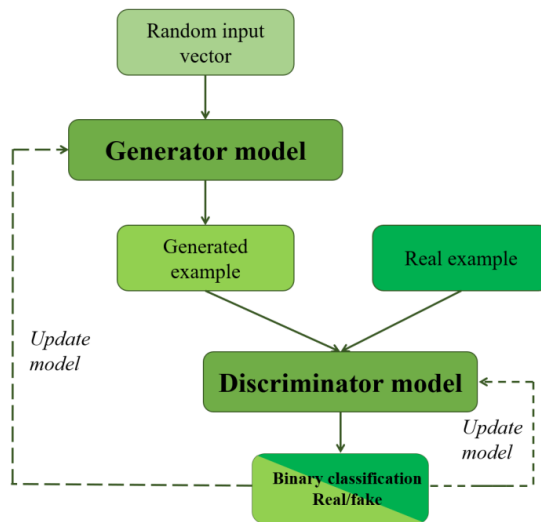 Random input
vector
Generator model
Generated
example
Real example
Update
model
Discriminator model
Update
model
Binary classification
Real/fake